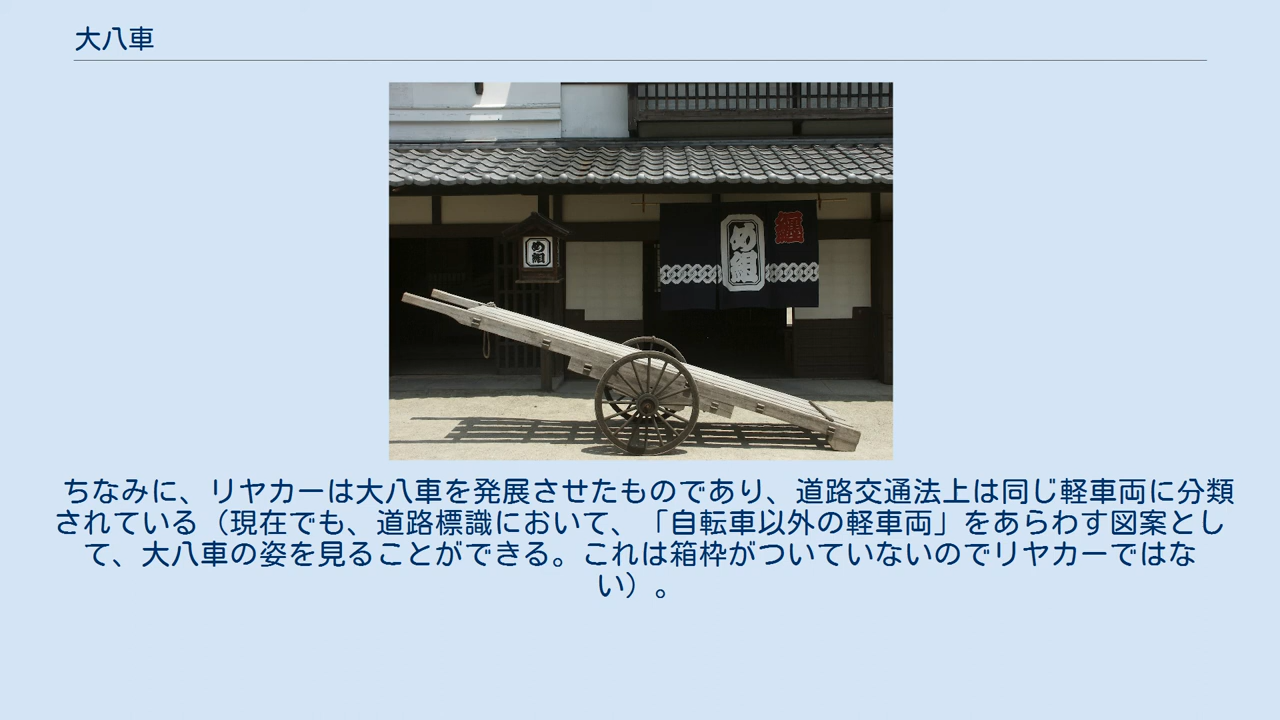 大八車
め組
め組
纏
ちなみに、リヤカーは大八車を発展させたものであり、道路交通法上は同じ軽車両に分類
されている（現在でも、道路標識において、「自転車以外の軽車両」をあらわす図案とし
て、大八車の姿を見ることができる。これは箱枠がついていないのでリヤカーではな
い）。